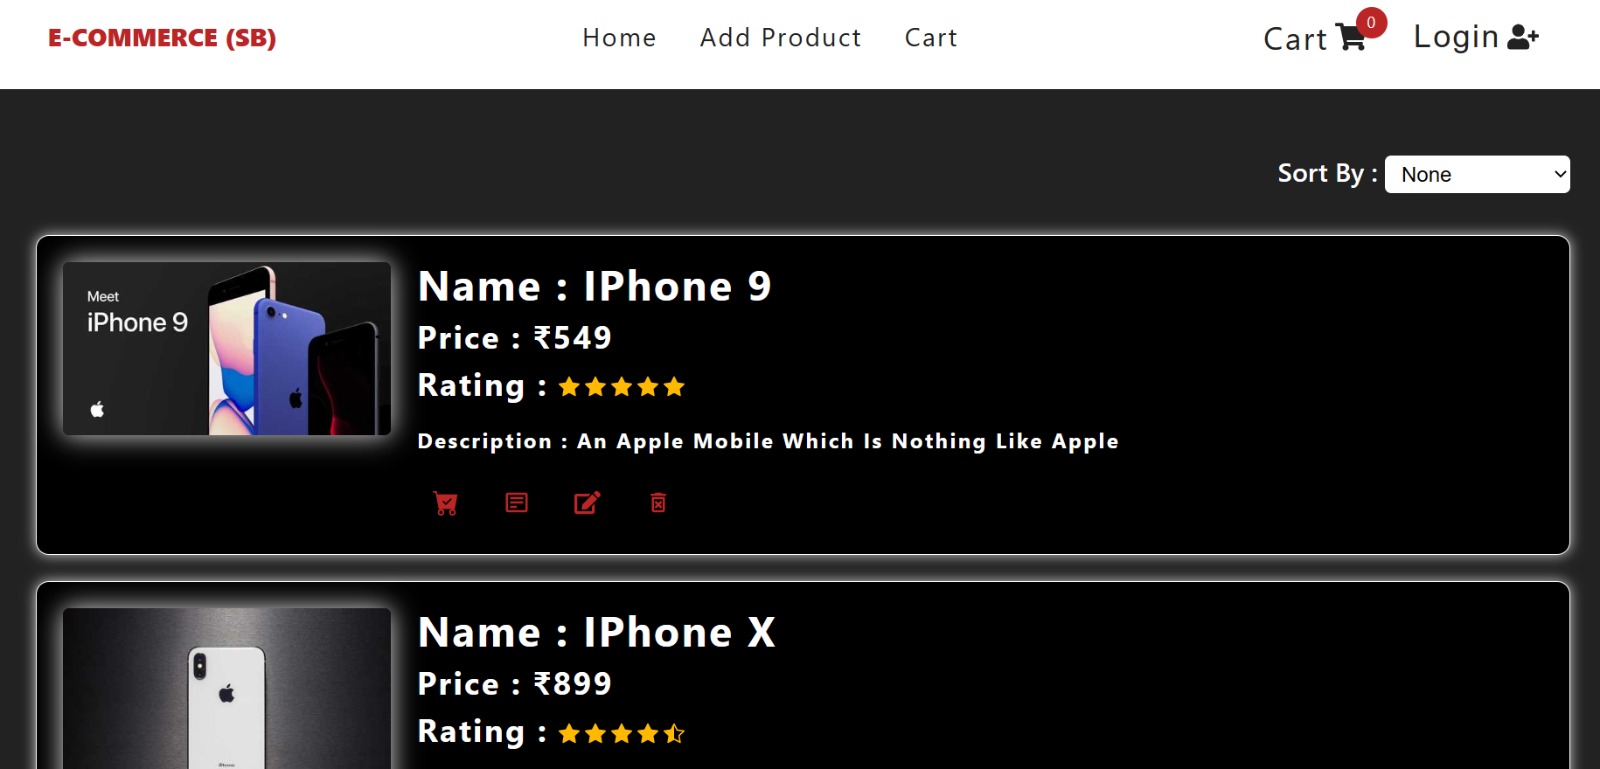 E-COMMERCE (SB)
Home
Add Product
Cart
Cart
0
Login
Sort By :
None
Meet
iPhone 9
Name : IPhone 9
Price : ₹549
Rating :
Description : An Apple Mobile Which Is Nothing Like Apple
Name : IPhone X
Price : ₹899
Rating :